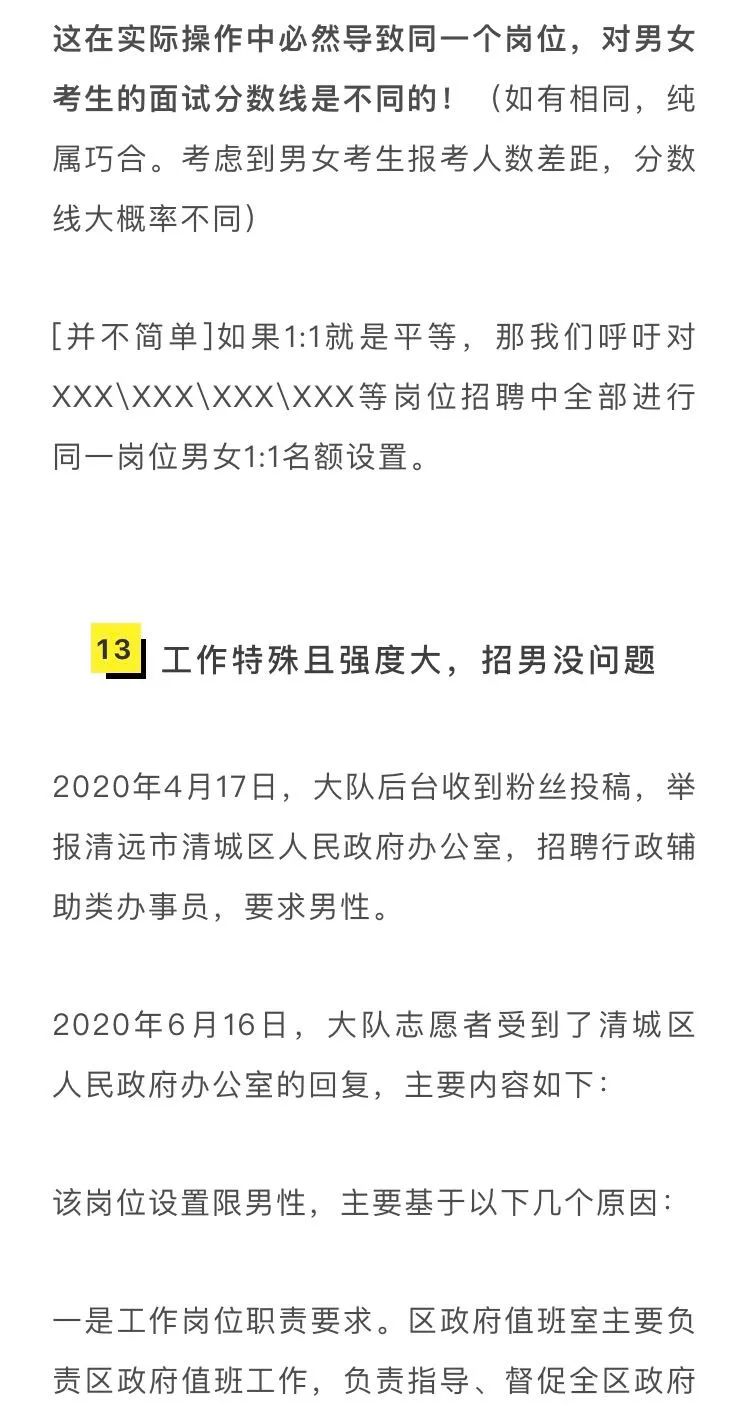 这在实际操作中必然导致同一个岗位，对男女
考生的面试分数线是不同的！（如有相同，纯
属巧合。考虑到男女考生报考人数差距，分数
线大概率不同）
[并不简单]如果1:1就是平等，那我们呼吁对
XXX\XXX\XXX\XXX等岗位招聘中全部进行
同一岗位男女1:1名额设置。
13 工作特殊且强度大，招男没问题
2020年4月17日，大队后台收到粉丝投稿，举
报清远市清城区人民政府办公室，招聘行政辅
助类办事员，要求男性。
2020年6月16日，大队志愿者受到了清城区
人民政府办公室的回复，主要内容如下：
该岗位设置限男性，主要基于以下几个原因：
一是工作岗位职责要求。区政府值班室主要负
责区政府值班工作，负责指导、督促全区政府